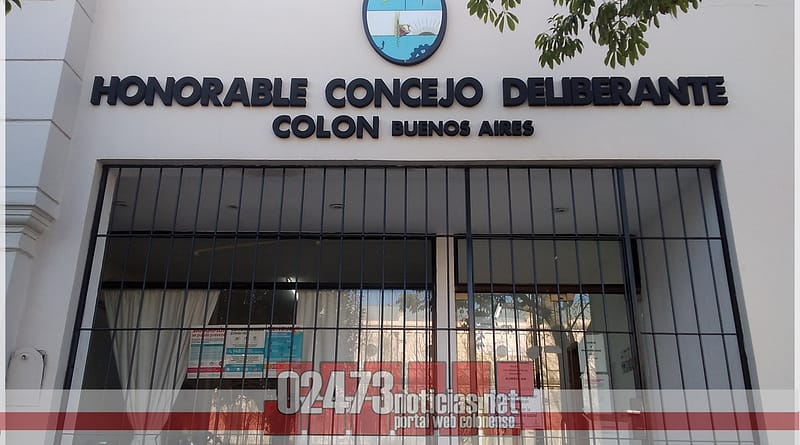 HONORABLE CONCEJO DELIBERANTE
COLON BUENOS AIRES
02473noticias.net
portal web colonense